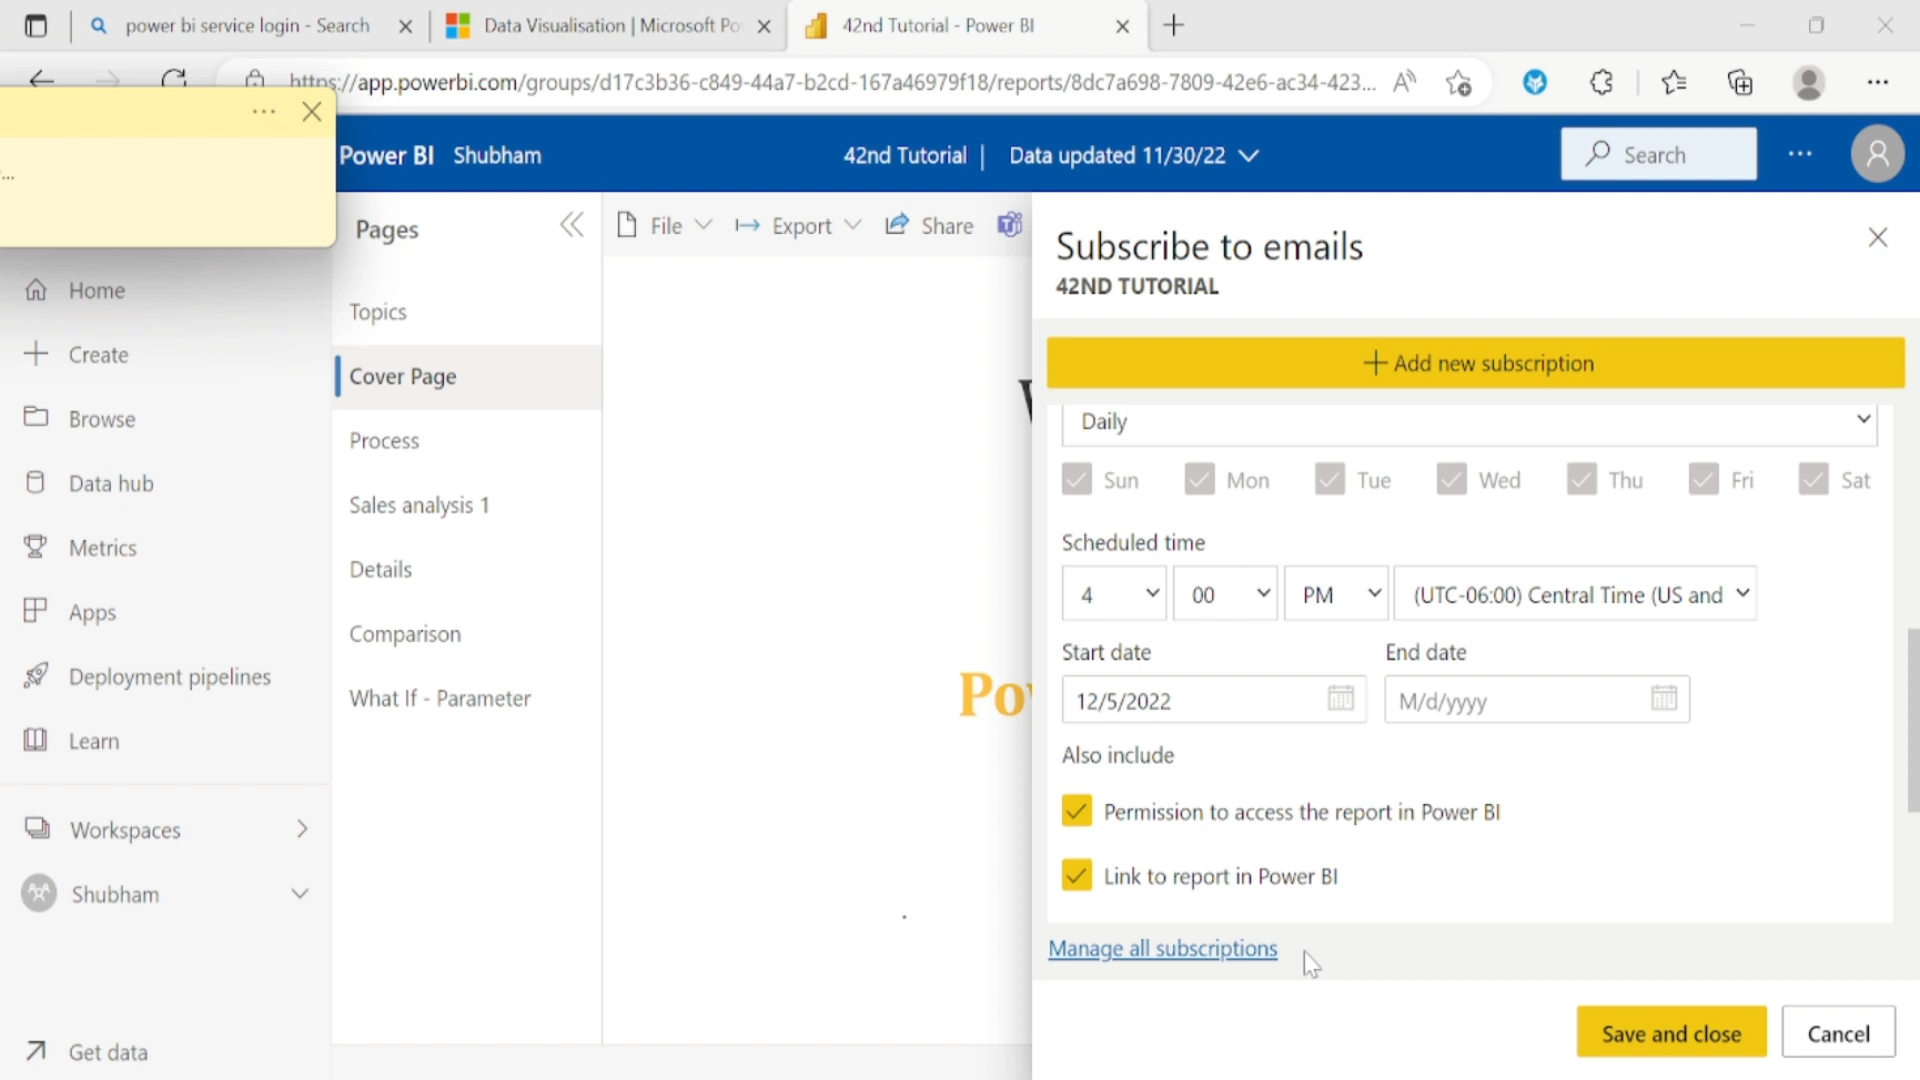 power bi service login - Search
Data Visualisation | Microsoft Po
42nd Tutorial - Power BI
https://app.powerbi.com/groups/d17c3b36-c849-44a7-b2cd-167a46979f18/reports/8dc7a698-7809-42e6-ac34-423...
...
Power BI Shubham
42nd Tutorial | Data updated 11/30/22
Search
Pages
File
Export
Share
Home
Create
Browse
Data hub
Metrics
Apps
Deployment pipelines
Learn
Workspaces
Shubham
Get data
Topics
Cover Page
Process
Sales analysis 1
Details
Comparison
What If - Parameter
Subscribe to emails
42ND TUTORIAL
+ Add new subscription
Daily
Sun Mon Tue Wed Thu Fri Sat
Scheduled time
4 00 PM (UTC-06:00) Central Time (US and
Start date End date
12/5/2022 M/d/yyyy
Also include
Permission to access the report in Power BI
Link to report in Power BI
Manage all subscriptions
Save and close Cancel